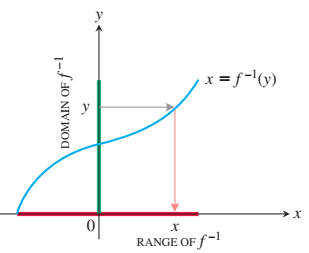 y
x = f⁻¹(y)
DOMAIN OF f⁻¹
y
x
0
x
RANGE OF f⁻¹